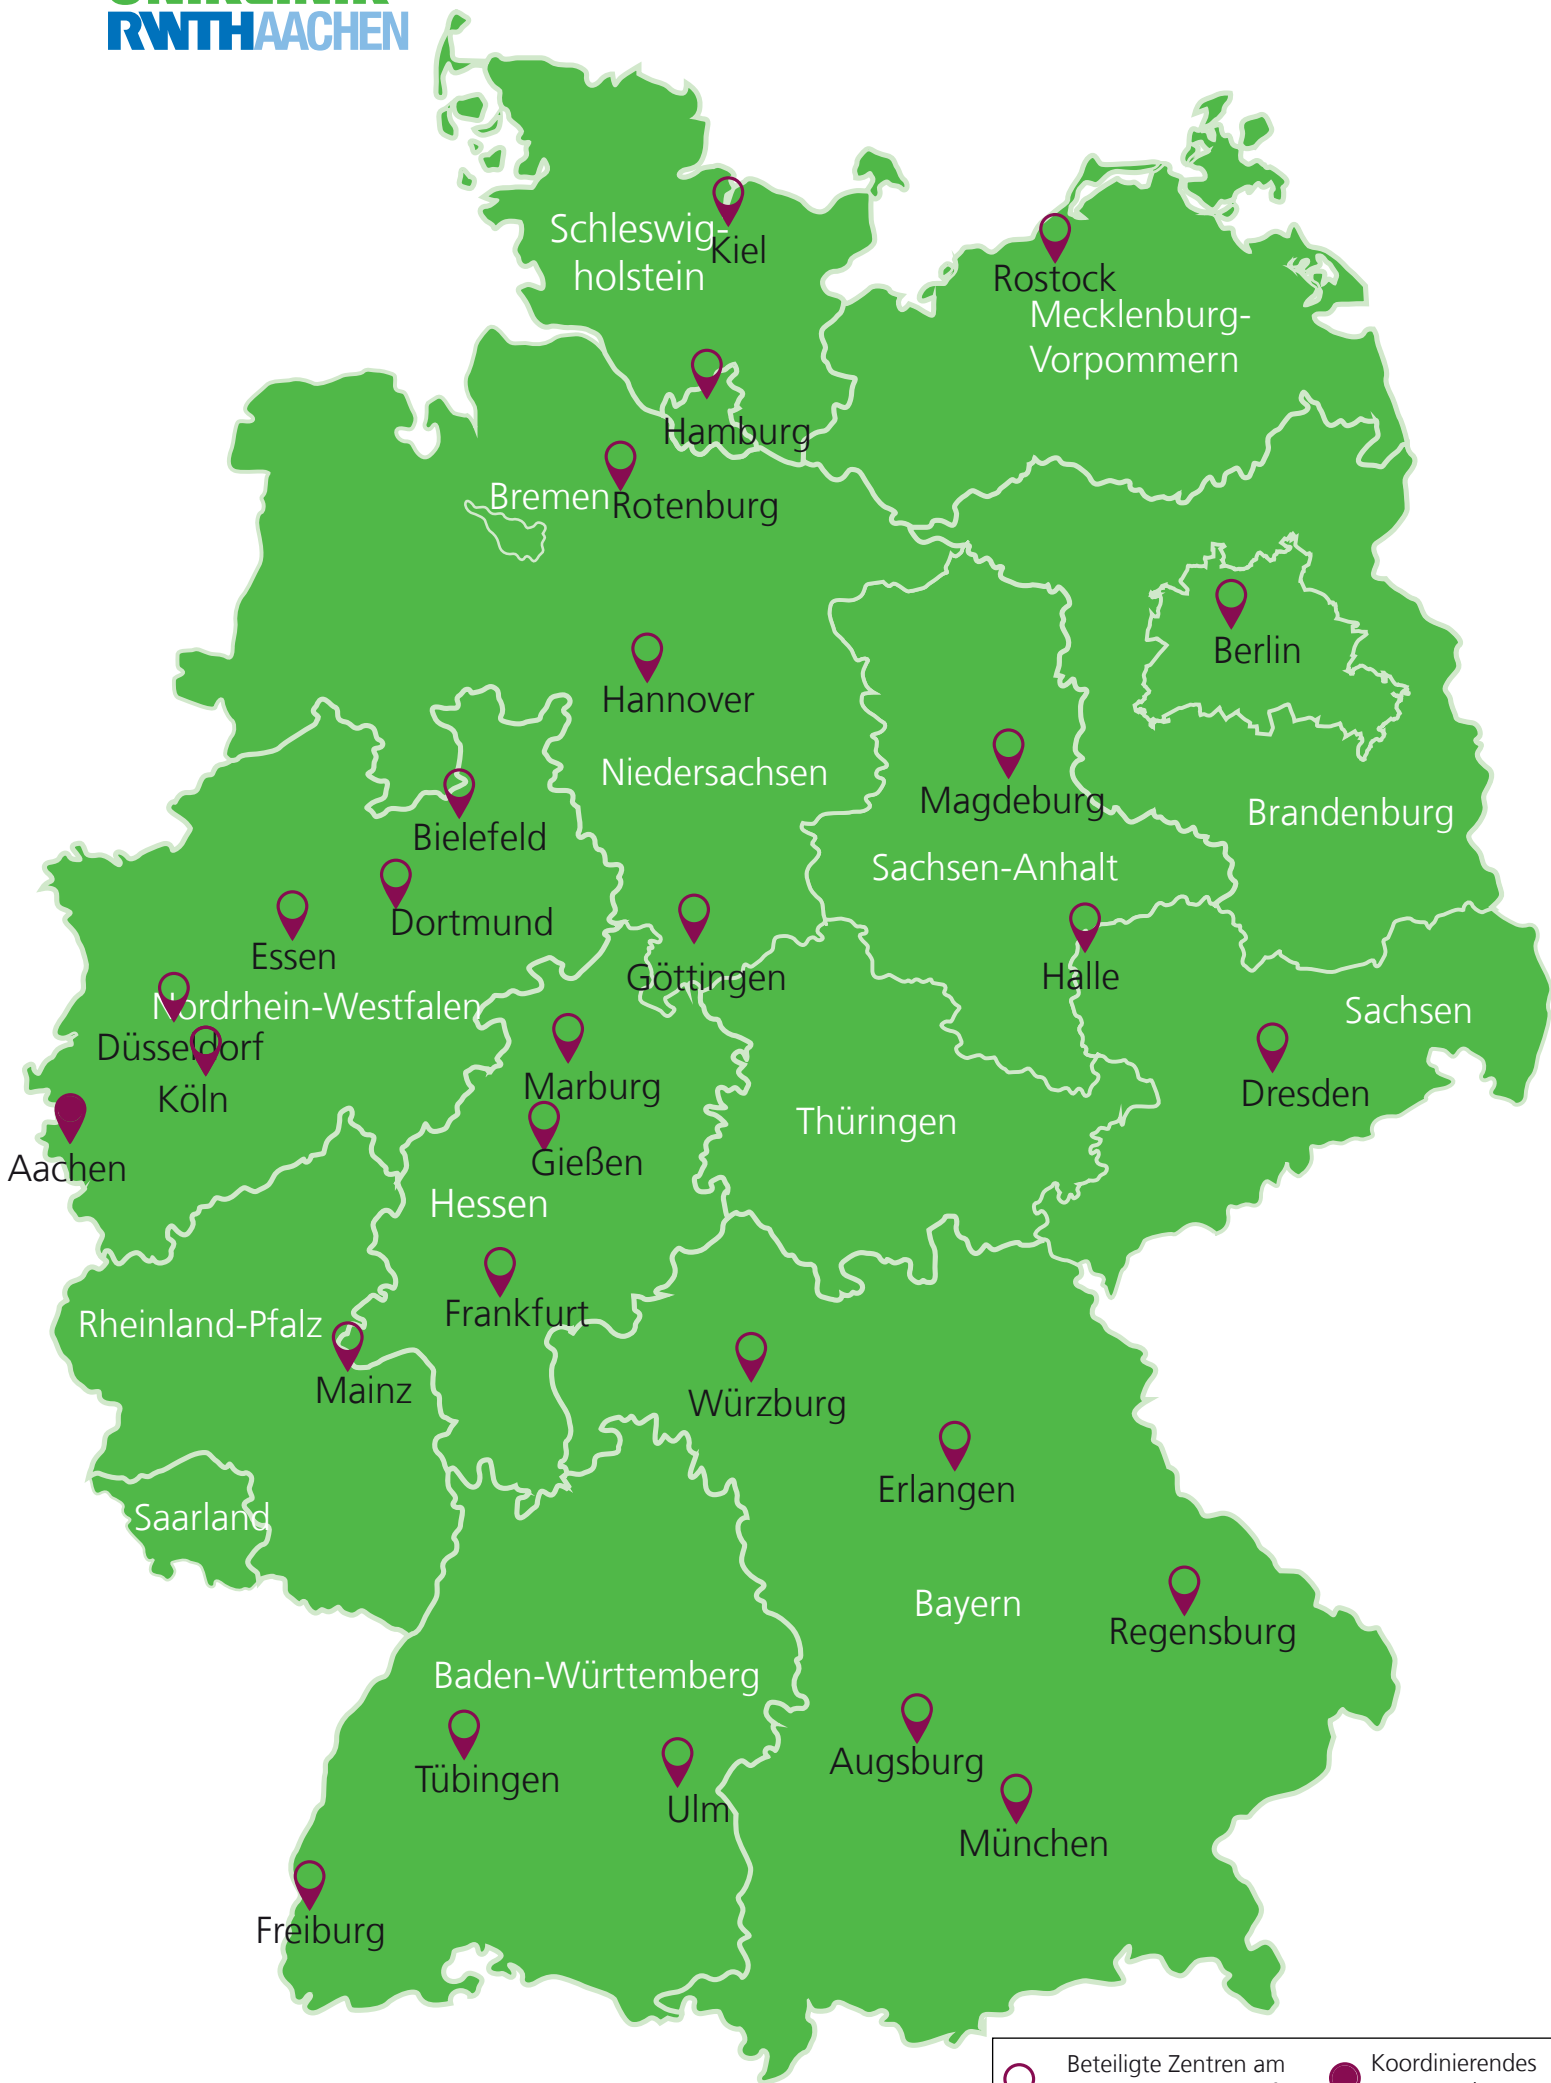 RWTHAACHEN
Schleswig-
holstein
Kiel
Rostock
Mecklenburg-
Vorpommern
Hamburg
Bremen
Rotenburg
Berlin
Hannover
Niedersachsen
Magdeburg
Brandenburg
Bielefeld
Sachsen-Anhalt
Dortmund
Essen
Göttingen
Halle
Nordrhein-Westfalen
Sachsen
Düsseldorf
Marburg
Köln
Dresden
Thüringen
Aachen
Gießen
Hessen
Frankfurt
Rheinland-Pfalz
Mainz
Würzburg
Erlangen
Saarland
Bayern
Regensburg
Baden-Württemberg
Augsburg
Tübingen
Ulm
München
Freiburg
Beteiligte Zentren am
Koordinierendes